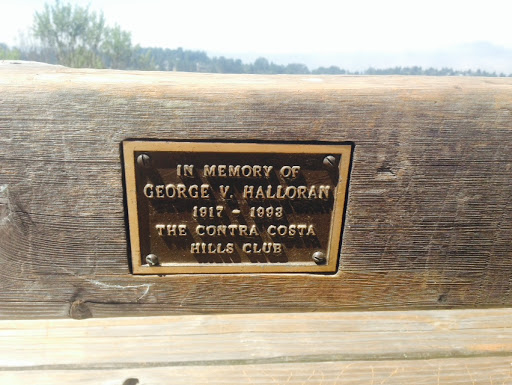 IN MEMORY OF
GEORGE V. HALLORAN
1917 - 1993
THE CONTRA COSTA
HILLS CLUB